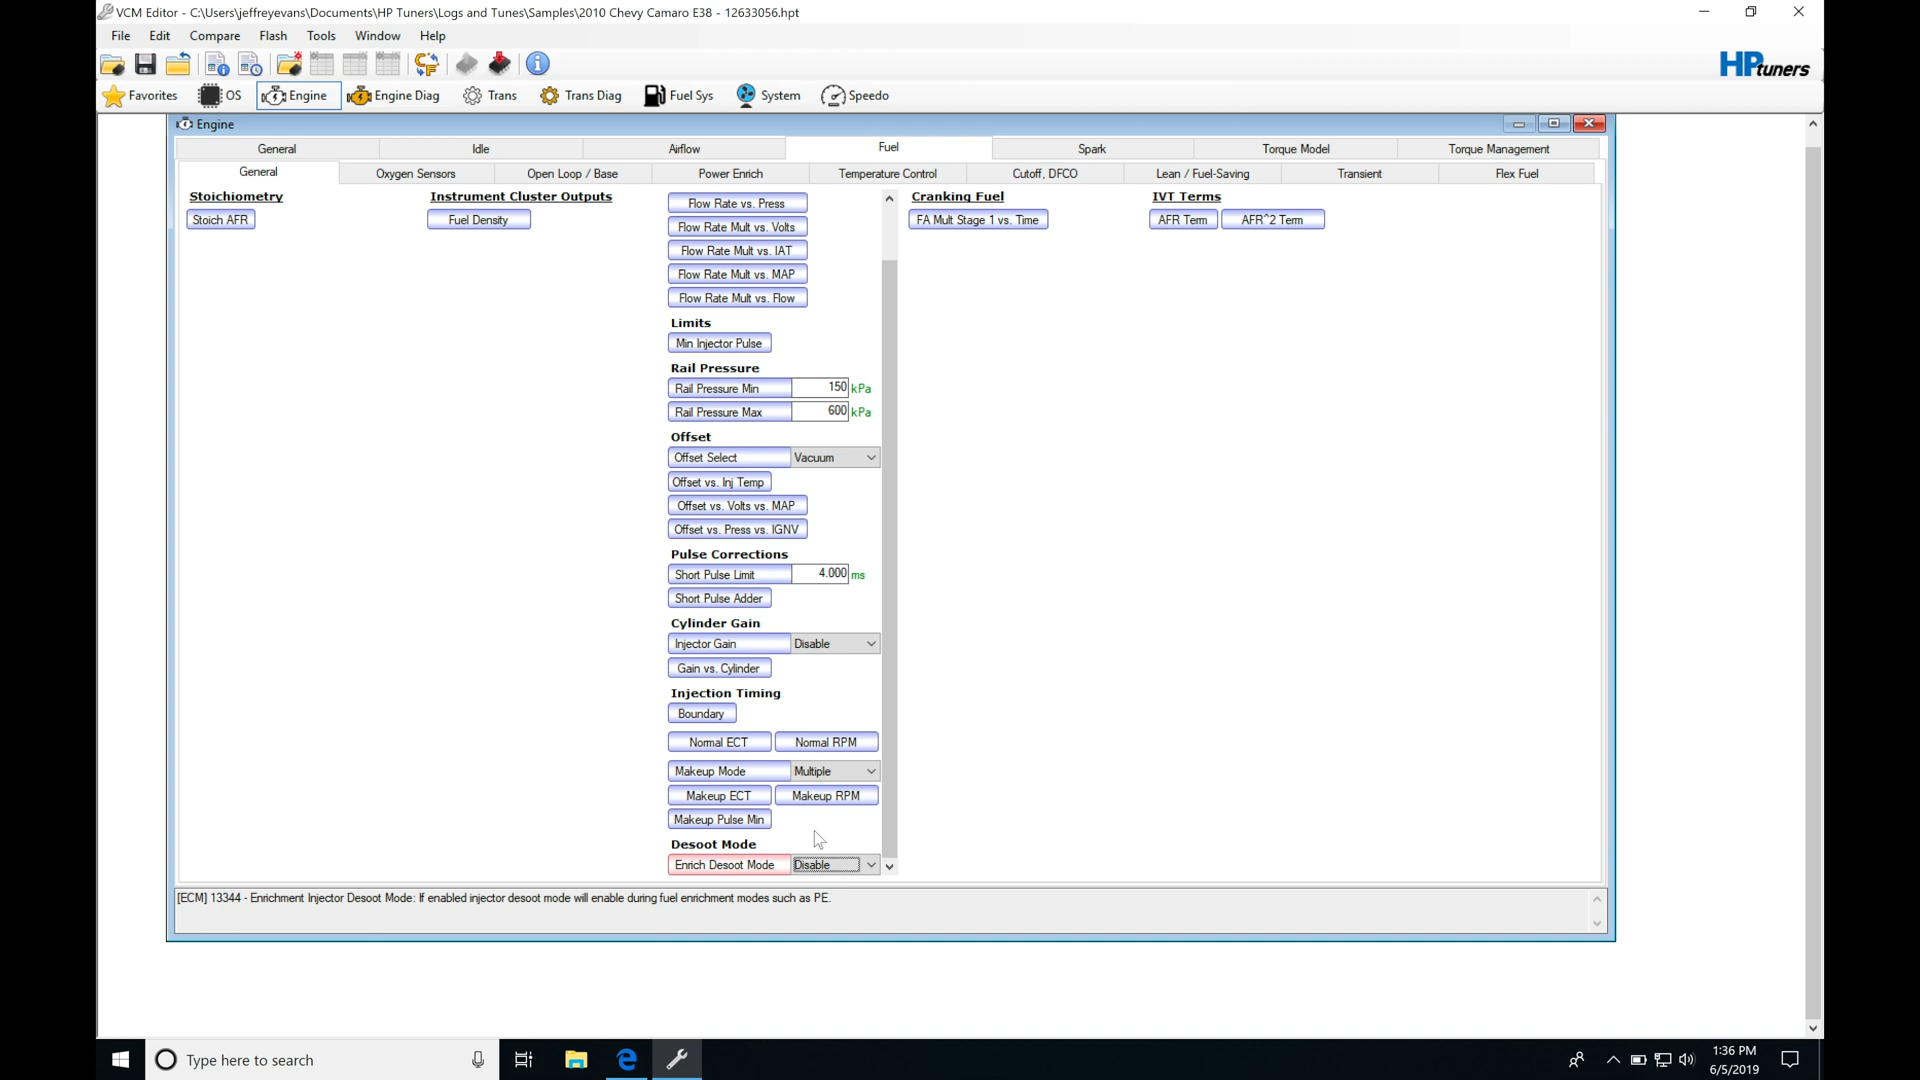 VCM Editor - C:\Users\jeffreyevans\Documents\HP Tuners\Logs and Tunes\Samples\2010 Chevy Camaro E38 - 12633056.hpt
File Edit Compare Flash Tools Window Help
HPtuners
Favorites OS Engine Engine Diag Trans Trans Diag Fuel Sys System Speedo
Engine
General Idle Airflow Fuel Spark Torque Model Torque Management
General Oxygen Sensors Open Loop / Base Power Enrich Temperature Control Cutoff, DFCO Lean / Fuel-Saving Transient Flex Fuel
Stoichiometry
Stoich AFR
Instrument Cluster Outputs
Fuel Density
Flow Rate vs. Press
Flow Rate Mult vs. Volts
Flow Rate Mult vs. IAT
Flow Rate Mult vs. MAP
Flow Rate Mult vs. Flow
Limits
Min Injector Pulse
Rail Pressure
Rail Pressure Min 150 kPa
Rail Pressure Max 600 kPa
Offset
Offset Select Vacuum
Offset vs. Inj Temp
Offset vs. Volts vs. MAP
Offset vs. Press vs. IGNV
Pulse Corrections
Short Pulse Limit 4.000 ms
Short Pulse Adder
Cylinder Gain
Injector Gain Disable
Gain vs. Cylinder
Injection Timing
Boundary
Normal ECT Normal RPM
Makeup Mode Multiple
Makeup ECT Makeup RPM
Makeup Pulse Min
Desoot Mode
Enrich Desoot Mode Disable
Cranking Fuel
FA Mult Stage 1 vs. Time
IVT Terms
AFR Term AFR^2 Term
[ECM] 13344 - Enrichment Injector Desoot Mode: If enabled injector desoot mode will enable during fuel enrichment modes such as PE.
Type here to search
1:36 PM
6/5/2019